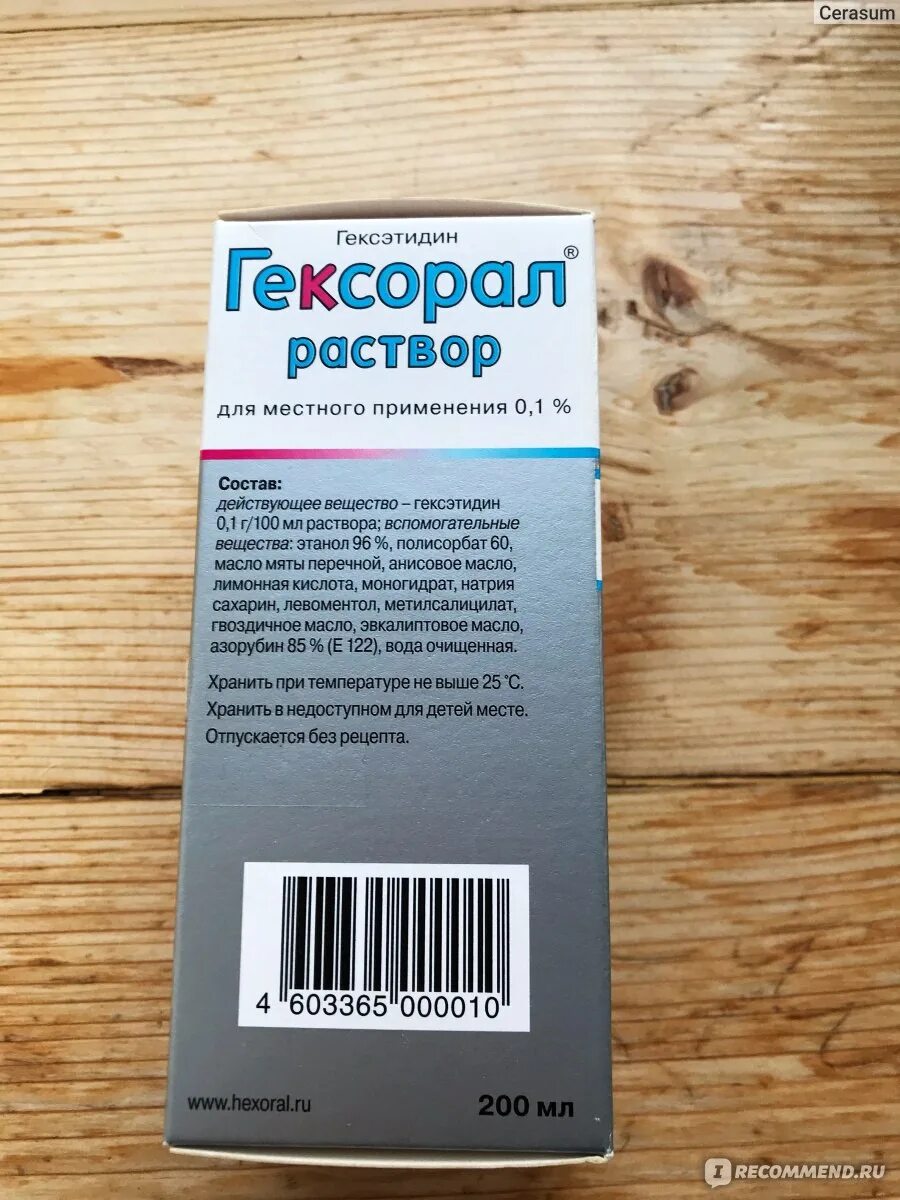 Cerasum
Гексэтидин
Гексорал®
раствор
для местного применения 0,1 %
Состав:
действующее вещество – гексэтидин
0,1 г/100 мл раствора; вспомогательные
вещества: этанол 96 %, полисорбат 60,
масло мяты перечной, анисовое масло,
лимонная кислота, моногидрат, натрия
сахарин, левоментол, метилсалицилат,
гвоздичное масло, эвкалиптовое масло,
азорубин 85 % (Е 122), вода очищенная.
Хранить при температуре не выше 25 °С.
Хранить в недоступном для детей месте.
Отпускается без рецепта.
4 603365 000010
www.hexoral.ru
200 мл
IRECOMMEND.RU